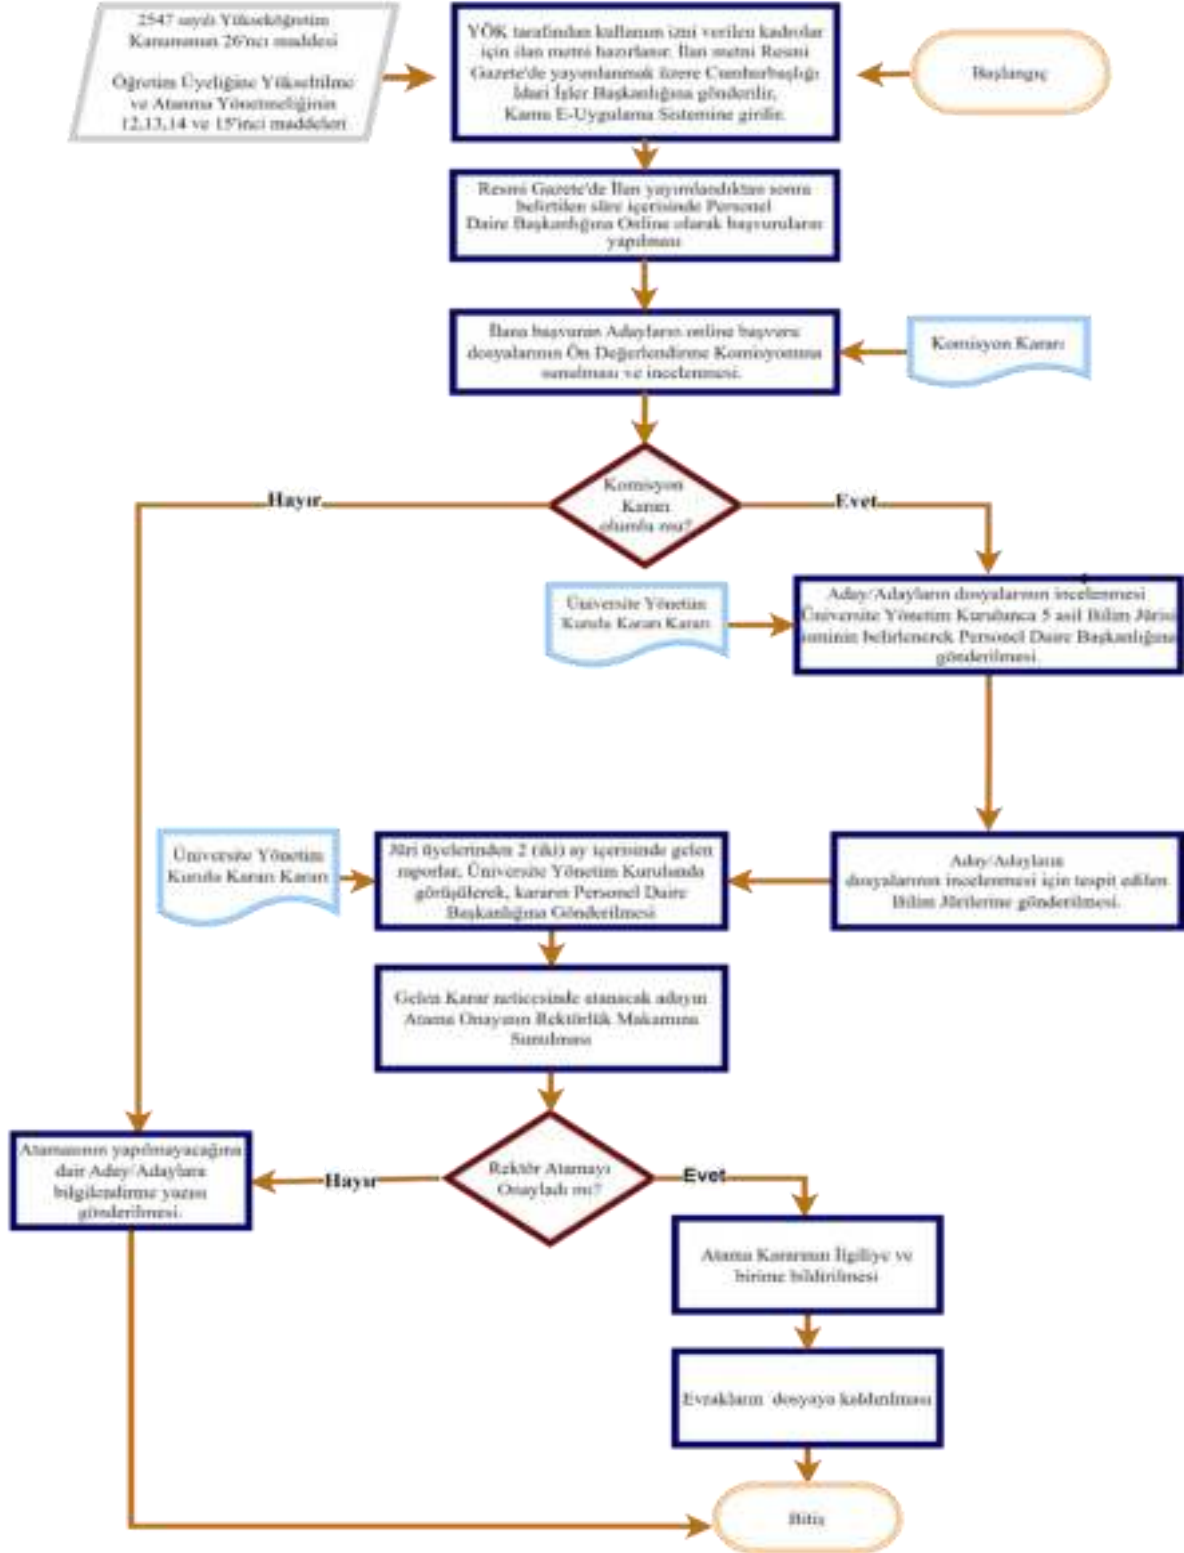 2547 sayılı Yükseköğretim
Kanununun 26'ncı maddesi
Öğretim Üyeliğine Yükseltilme
ve Atanma Yönetmeliğinin
12,13,14 ve 15'inci maddeleri
YÖK tarafından kullanım izni verilen kadrolar
için ilan metni hazırlanır. İlan metni Resmi
Gazete'de yayımlanmak üzere Cumhurbaşlığı
İdari İşler Başkanlığına gönderilir,
Kamu E-Uygulama Sistemine girilir.
Başlangıç
Resmi Gazete'de İlan yayımlandıktan sonra
belirtilen süre içerisinde Personel
Daire Başkanlığına Online olarak başvuruların
yapılması
İlana başvuran Adayların online başvuru
dosyalarının Ön Değerlendirme Komisyonuna
sunulması ve incelenmesi.
Komisyon Kararı
Komisyon
Kararı
olumlu mu?
Hayır
Evet
Üniversite Yönetim
Kurulu Kararı Kararı
Aday/Adayların dosyalarının incelenmesi
Üniversite Yönetim Kurulunca 5 asil Bilim Jürisi
isminin belirlenerek Personel Daire Başkanlığına
gönderilmesi.
Aday/Adayların
dosyalarının incelenmesi için tespit edilen
Bilim Jürilerine gönderilmesi.
Üniversite Yönetim
Kurulu Kararı Kararı
Jüri üyelerinden 2 (iki) ay içerisinde gelen
raporlar, Üniversite Yönetim Kurulunda
görüşülerek, kararın Personel Daire
Başkanlığına Gönderilmesi
Gelen Karar neticesinde atanacak adayın
Atama Onayının Rektörlük Makamına
Sunulması
Rektör Atamayı
Onayladı mı?
Hayır
Evet
Atamasının yapılmayacağına
dair Aday/Adaylara
bilgilendirme yazısı
gönderilmesi.
Atama Kararının İlgiliye ve
birime bildirilmesi
Evrakların dosyaya kaldırılması
Bitiş